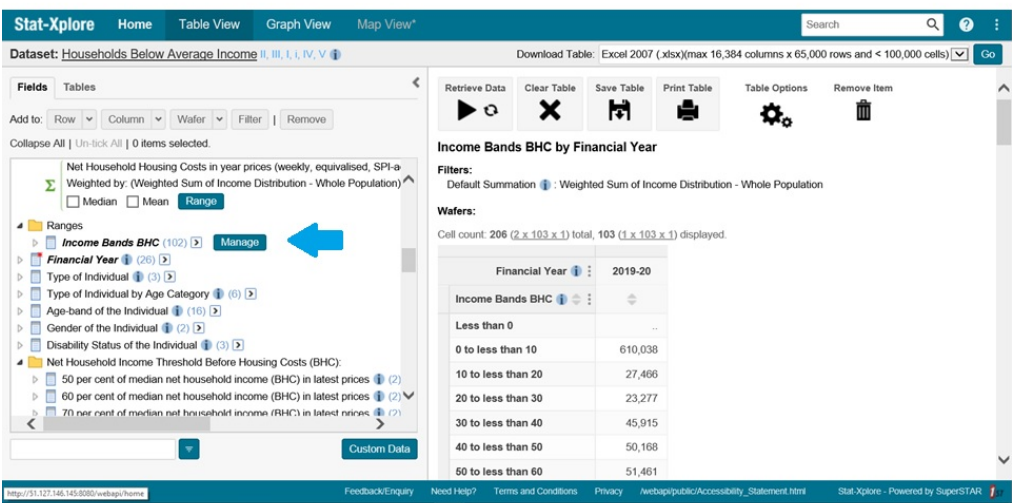 Stat-Xplore Home Table View Graph View Map View* Search
Dataset: Households Below Average Income II, III, I, i, IV, V Download Table: Excel 2007 (.xlsx)(max 16,384 columns x 65,000 rows and < 100,000 cells) Go
Fields Tables
Add to: Row Column Wafer Filter | Remove
Collapse All | Un-tick All | 0 items selected.
Net Household Housing Costs in year prices (weekly, equivalised, SPI-a
Σ Weighted by: (Weighted Sum of Income Distribution - Whole Population)
Median Mean Range
Ranges
Income Bands BHC (102) Manage
Financial Year (26)
Type of Individual (3)
Type of Individual by Age Category (6)
Age-band of the Individual (16)
Gender of the Individual (2)
Disability Status of the Individual (3)
Net Household Income Threshold Before Housing Costs (BHC):
50 per cent of median net household income (BHC) in latest prices (2)
60 per cent of median net household income (BHC) in latest prices (2)
70 per cent of median net household income (BHC) in latest prices (2)
Custom Data
Retrieve Data Clear Table Save Table Print Table Table Options Remove Item
Income Bands BHC by Financial Year
Filters:
Default Summation : Weighted Sum of Income Distribution - Whole Population
Wafers:
Cell count: 206 (2 x 103 x 1) total, 103 (1 x 103 x 1) displayed.
Financial Year 2019-20
Income Bands BHC
Less than 0 ..
0 to less than 10 610,038
10 to less than 20 27,466
20 to less than 30 23,277
30 to less than 40 45,915
40 to less than 50 50,168
50 to less than 60 51,461
http://51.127.146.145:8080/webapi/home Feedback/Enquiry Need Help? Terms and Conditions Privacy /webapi/public/Accessibility_Statement.html Stat-Xplore - Powered by SuperSTAR